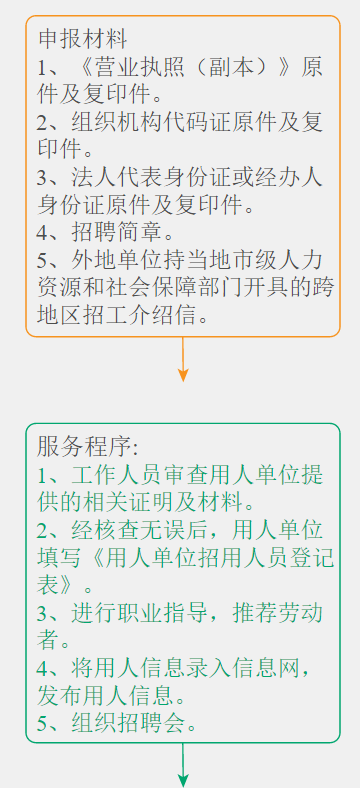 申报材料
1、《营业执照（副本）》原
件及复印件。
2、组织机构代码证原件及复
印件。
3、法人代表身份证或经办人
身份证原件及复印件。
4、招聘简章。
5、外地单位持当地市级人力
资源和社会保障部门开具的跨
地区招工介绍信。
服务程序:
1、工作人员审查用人单位提
供的相关证明及材料。
2、经核查无误后，用人单位
填写《用人单位招用人员登记
表》。
3、进行职业指导，推荐劳动
者。
4、将用人信息录入信息网，
发布用人信息。
5、组织招聘会。